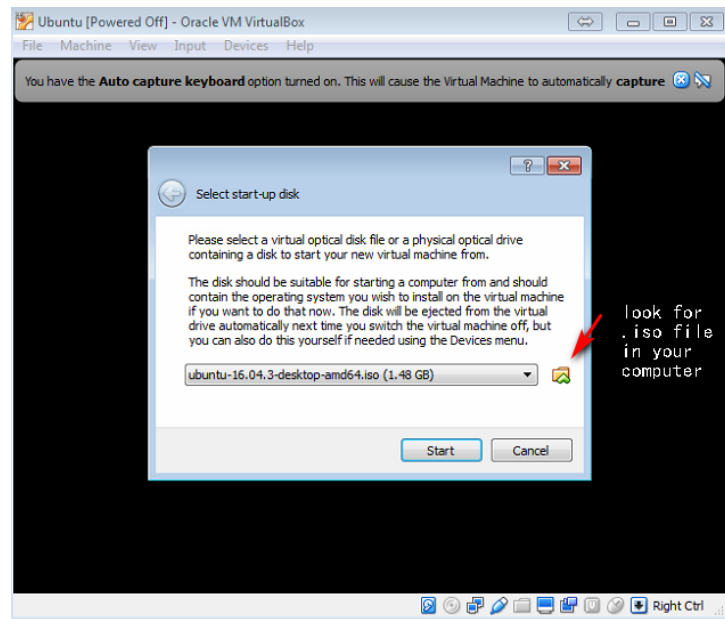 Ubuntu [Powered Off] - Oracle VM VirtualBox
File Machine View Input Devices Help
You have the Auto capture keyboard option turned on. This will cause the Virtual Machine to automatically capture
?
Select start-up disk
Please select a virtual optical disk file or a physical optical drive
containing a disk to start your new virtual machine from.
The disk should be suitable for starting a computer from and should
contain the operating system you wish to install on the virtual machine
if you want to do that now. The disk will be ejected from the virtual
drive automatically next time you switch the virtual machine off, but
you can also do this yourself if needed using the Devices menu.
ubuntu-16.04.3-desktop-amd64.iso (1.48 GB)
look for
.iso file
in your
computer
Start Cancel
Right Ctrl